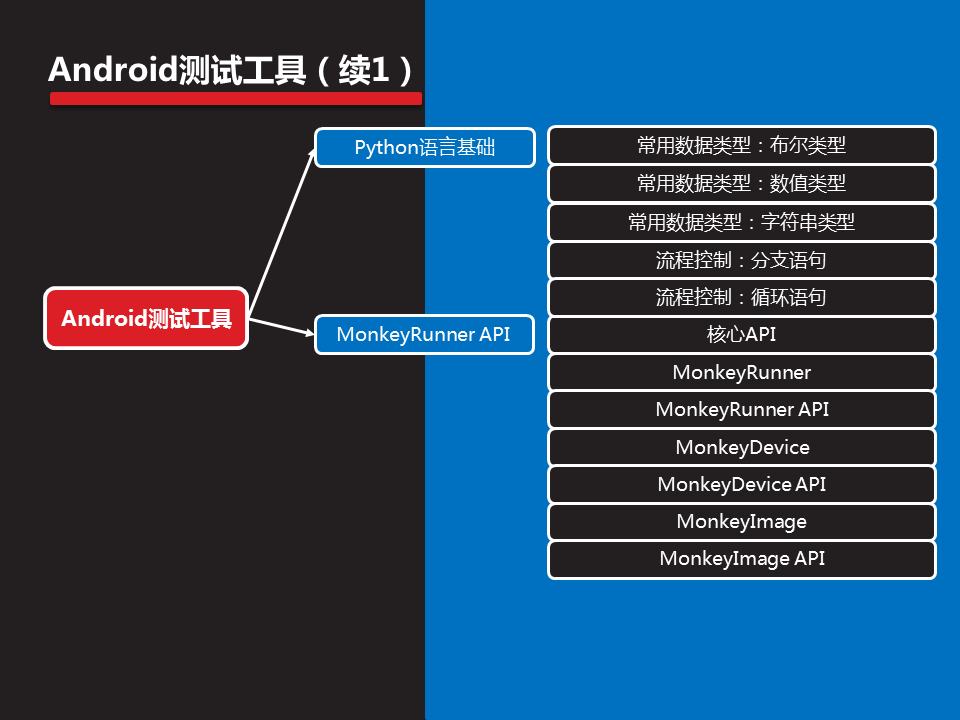 Android测试工具（续1）
Python语言基础
常用数据类型：布尔类型
常用数据类型：数值类型
常用数据类型：字符串类型
流程控制：分支语句
流程控制：循环语句
Android测试工具
MonkeyRunner API
核心API
MonkeyRunner
MonkeyRunner API
MonkeyDevice
MonkeyDevice API
MonkeyImage
MonkeyImage API